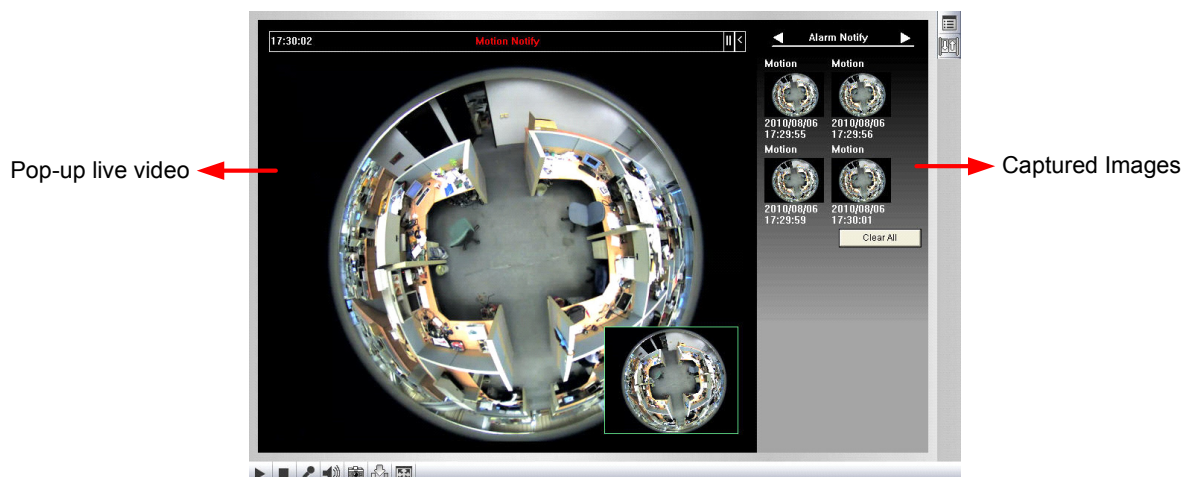 17:30:02 Motion Notify || <
Alarm Notify
Pop-up live video
Captured Images
Motion Motion
2010/08/06 2010/08/06
17:29:55 17:29:56
Motion Motion
2010/08/06 2010/08/06
17:29:59 17:30:01
Clear All